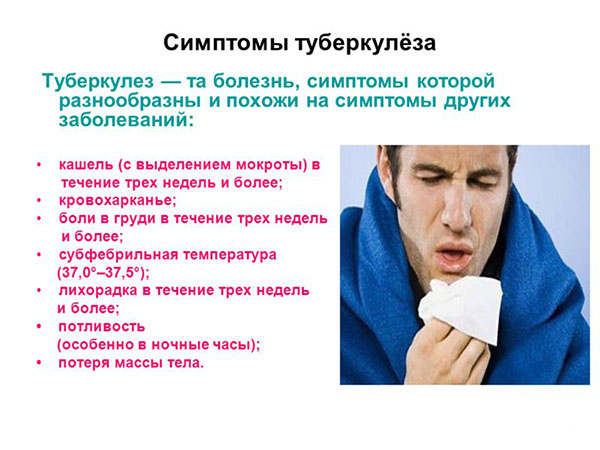 Симптомы туберкулёза
Туберкулез — та болезнь, симптомы которой
разнообразны и похожи на симптомы других
заболеваний:
• кашель (с выделением мокроты) в
течение трех недель и более;
• кровохарканье;
• боли в груди в течение трех недель
и более;
• субфебрильная температура
(37,0°–37,5°);
• лихорадка в течение трех недель
и более;
• потливость
(особенно в ночные часы);
• потеря массы тела.